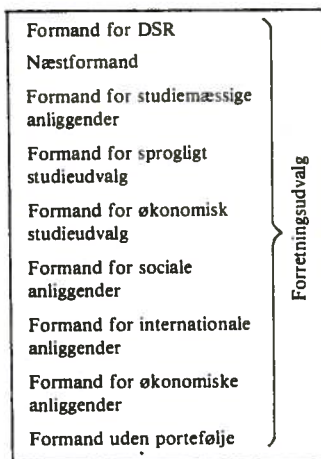 Formand for DSR
Næstformand
Formand for studiemæssige
anliggender
Formand for sprogligt
studieudvalg
Formand for økonomisk
studieudvalg
Formand for sociale
anliggender
Formand for internationale
anliggender
Formand for økonomiske
anliggender
Formand uden portefølje
Forretningsudvalg